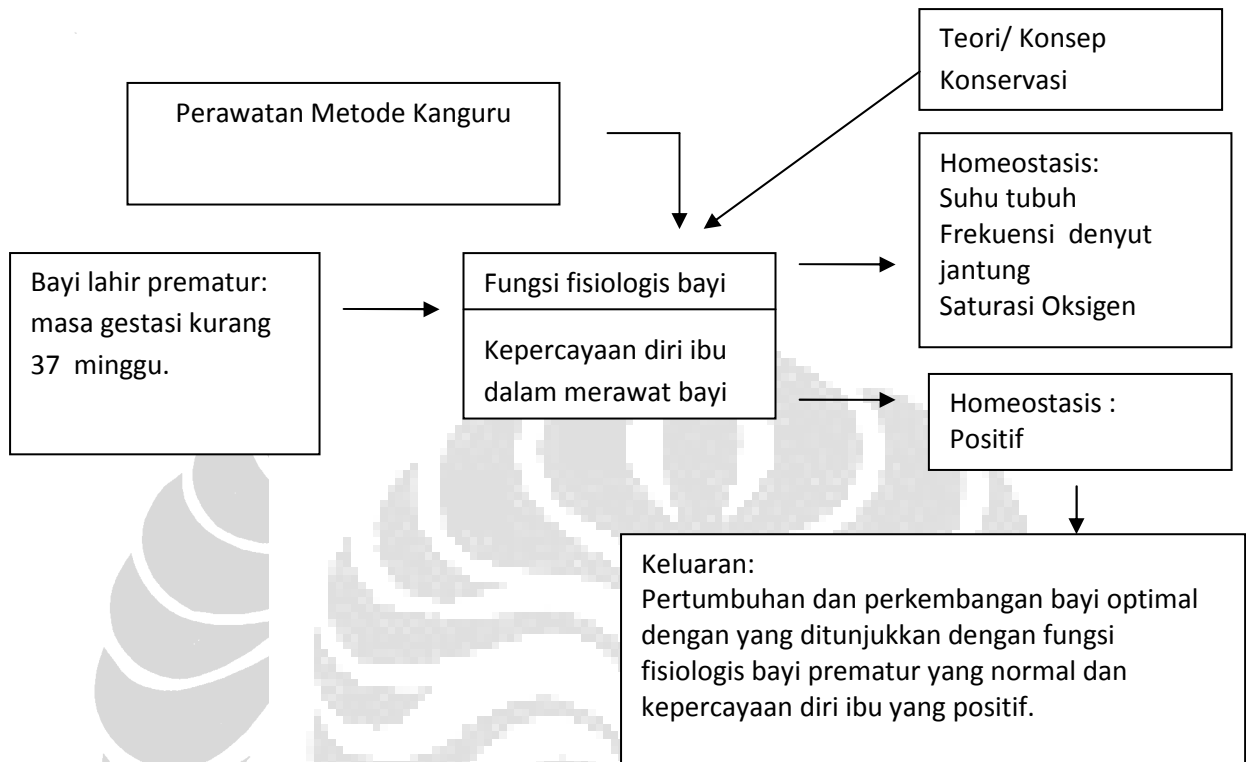 Teori/ Konsep
Konservasi
Perawatan Metode Kanguru
Homeostasis:
Suhu tubuh
Frekuensi denyut
jantung
Saturasi Oksigen
Bayi lahir prematur:
masa gestasi kurang
37 minggu.
Fungsi fisiologis bayi
Kepercayaan diri ibu
dalam merawat bayi
Homeostasis :
Positif
Keluaran:
Pertumbuhan dan perkembangan bayi optimal
dengan yang ditunjukkan dengan fungsi
fisiologis bayi prematur yang normal dan
kepercayaan diri ibu yang positif.